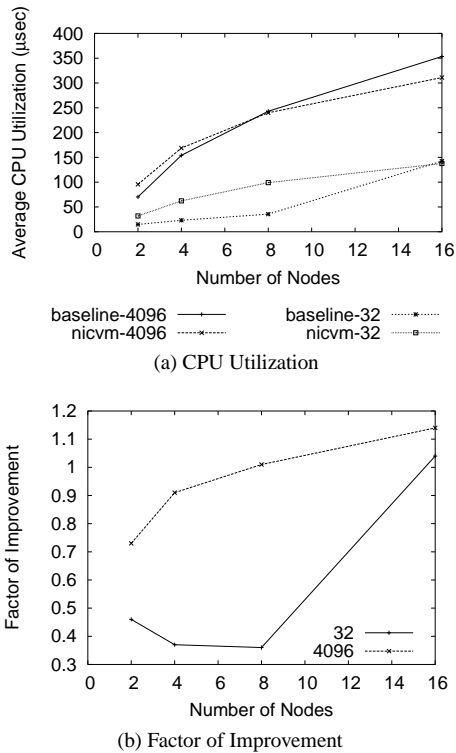 400
350
300
250
200
150
100
50
0
Average CPU Utilization (μsec)
0 2 4 6 8 10 12 14 16
Number of Nodes
baseline-4096 baseline-32
nicvm-4096 nicvm-32
(a) CPU Utilization
1.2
1.1
1
0.9
0.8
0.7
0.6
0.5
0.4
0.3
Factor of Improvement
32
4096
0 2 4 6 8 10 12 14 16
Number of Nodes
(b) Factor of Improvement